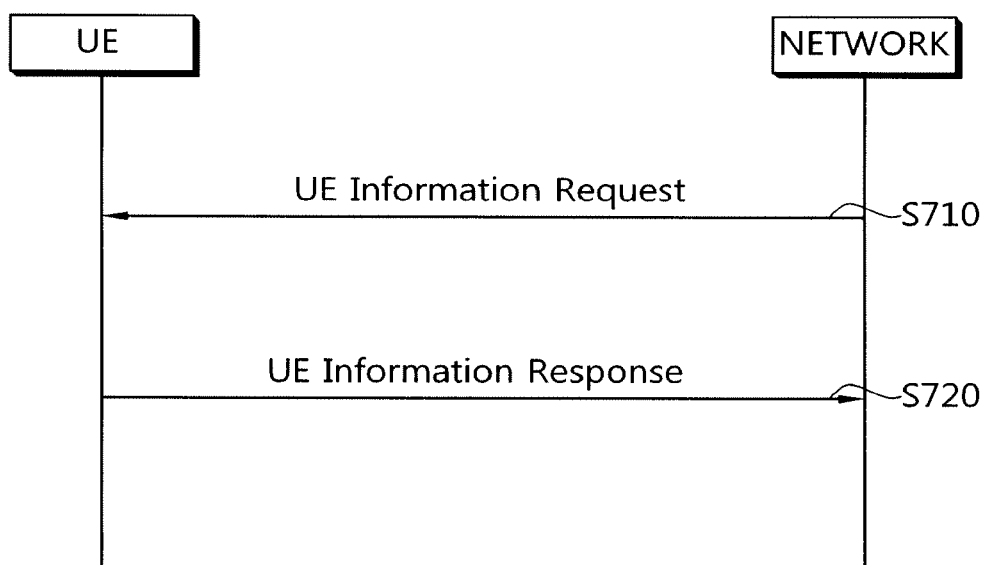 UE
NETWORK
UE Information Request
S710
UE Information Response
S720